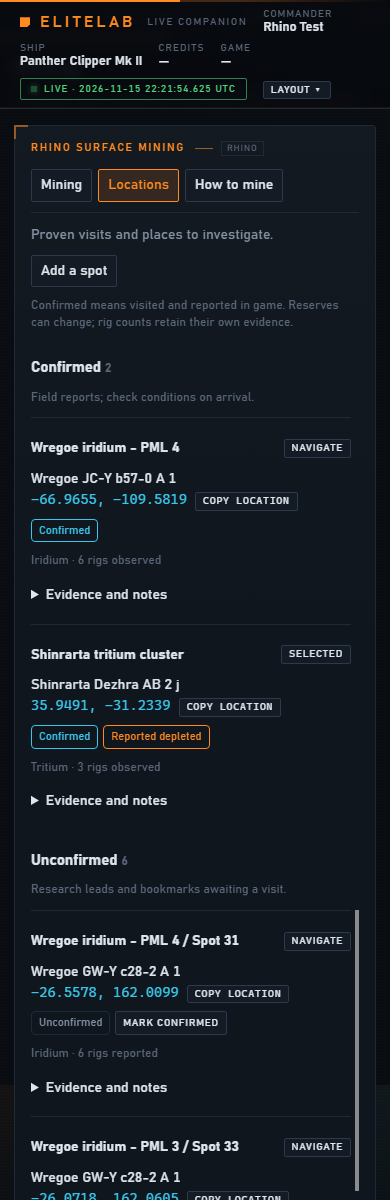 ELITELAB LIVE COMPANION
COMMANDER
Rhino Test
SHIP
Panther Clipper Mk II
CREDITS
—
GAME
—
LIVE · 2026-11-15 22:21:54.625 UTC
LAYOUT ▾
RHINO SURFACE MINING
RHINO
Mining
Locations
How to mine
Proven visits and places to investigate.
Add a spot
Confirmed means visited and reported in game. Reserves
can change; rig counts retain their own evidence.
Confirmed 2
Field reports; check conditions on arrival.
Wregoe iridium - PML 4
NAVIGATE
Wregoe JC-Y b57-0 A 1
-66.9655, -109.5819 COPY LOCATION
Confirmed
Iridium · 6 rigs observed
▶ Evidence and notes
Shinrarta tritium cluster
SELECTED
Shinrarta Dezhra AB 2 j
35.9491, -31.2339 COPY LOCATION
Confirmed Reported depleted
Tritium · 3 rigs observed
▶ Evidence and notes
Unconfirmed 6
Research leads and bookmarks awaiting a visit.
Wregoe iridium - PML 4 / Spot 31
NAVIGATE
Wregoe GW-Y c28-2 A 1
-26.5578, 162.0099 COPY LOCATION
Unconfirmed MARK CONFIRMED
Iridium · 6 rigs reported
▶ Evidence and notes
Wregoe iridium - PML 3 / Spot 33
NAVIGATE
Wregoe GW-Y c28-2 A 1
-26.0718, 162.0605 COPY LOCATION